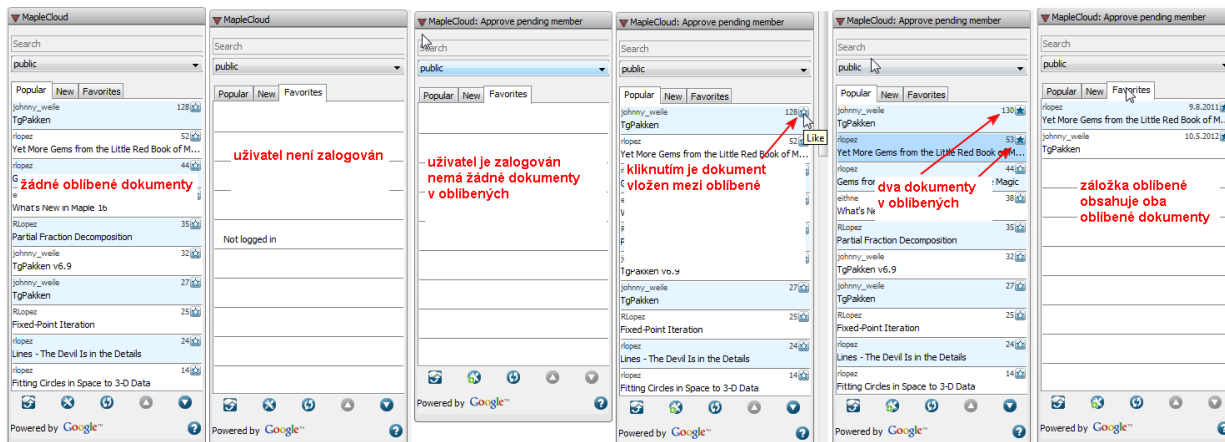 MapleCloud
Search
public
Popular New Favorites
johnny_weile 128
TgPakken
rlopez 52
Yet More Gems from the Little Red Book of M...
rlopez 44
G
žádné oblíbené dokumenty
e
What's New in Maple 16
RLopez 35
Partial Fraction Decomposition
johnny_weile 32
TgPakken v6.9
johnny_weile 27
TgPakken
RLopez 25
Fixed-Point Iteration
rlopez 24
Lines - The Devil Is in the Details
rlopez 14
Fitting Circles in Space to 3-D Data
Powered by Google™ ?
MapleCloud
Search
public
Popular New Favorites
uživatel není zalogován
Not logged in
Powered by Google™ ?
MapleCloud: Approve pending member
Search
public
Popular New Favorites
uživatel je zalogován
nemá žádné dokumenty
v oblíbených
Powered by Google™ ?
MapleCloud: Approve pending member
Search
public
Popular New Favorites
johnny_weile 128
TgPakken
Like
rlopez 52
Yet More Gems from the Little Red Book of M...
kliknutím je dokument
vložen mezi oblíbené
TgPakken v6.9
johnny_weile 27
TgPakken
RLopez 25
Fixed-Point Iteration
rlopez 24
Lines - The Devil Is in the Details
rlopez 14
Fitting Circles in Space to 3-D Data
Powered by Google™ ?
MapleCloud: Approve pending member
Search
public
Popular New Favorites
johnny_weile 130
TgPakken
rlopez 53
Yet More Gems from the Little Red Book of M...
rlopez 44
Gems from Magic
dva dokumenty
v oblíbených
eithne 38
What's Ne
RLopez 35
Partial Fraction Decomposition
johnny_weile 32
TgPakken v6.9
johnny_weile 27
TgPakken
RLopez 25
Fixed-Point Iteration
rlopez 24
Lines - The Devil Is in the Details
rlopez 14
Fitting Circles in Space to 3-D Data
Powered by Google™ ?
MapleCloud: Approve pending member
Search
public
Popular New Favorites
rlopez 9.8.2011
Yet More Gems from the Little Red Book of M...
johnny_weile 10.5.2012
TgPakken
záložka oblíbené
obsahuje oba
oblíbené dokumenty
Powered by Google™ ?